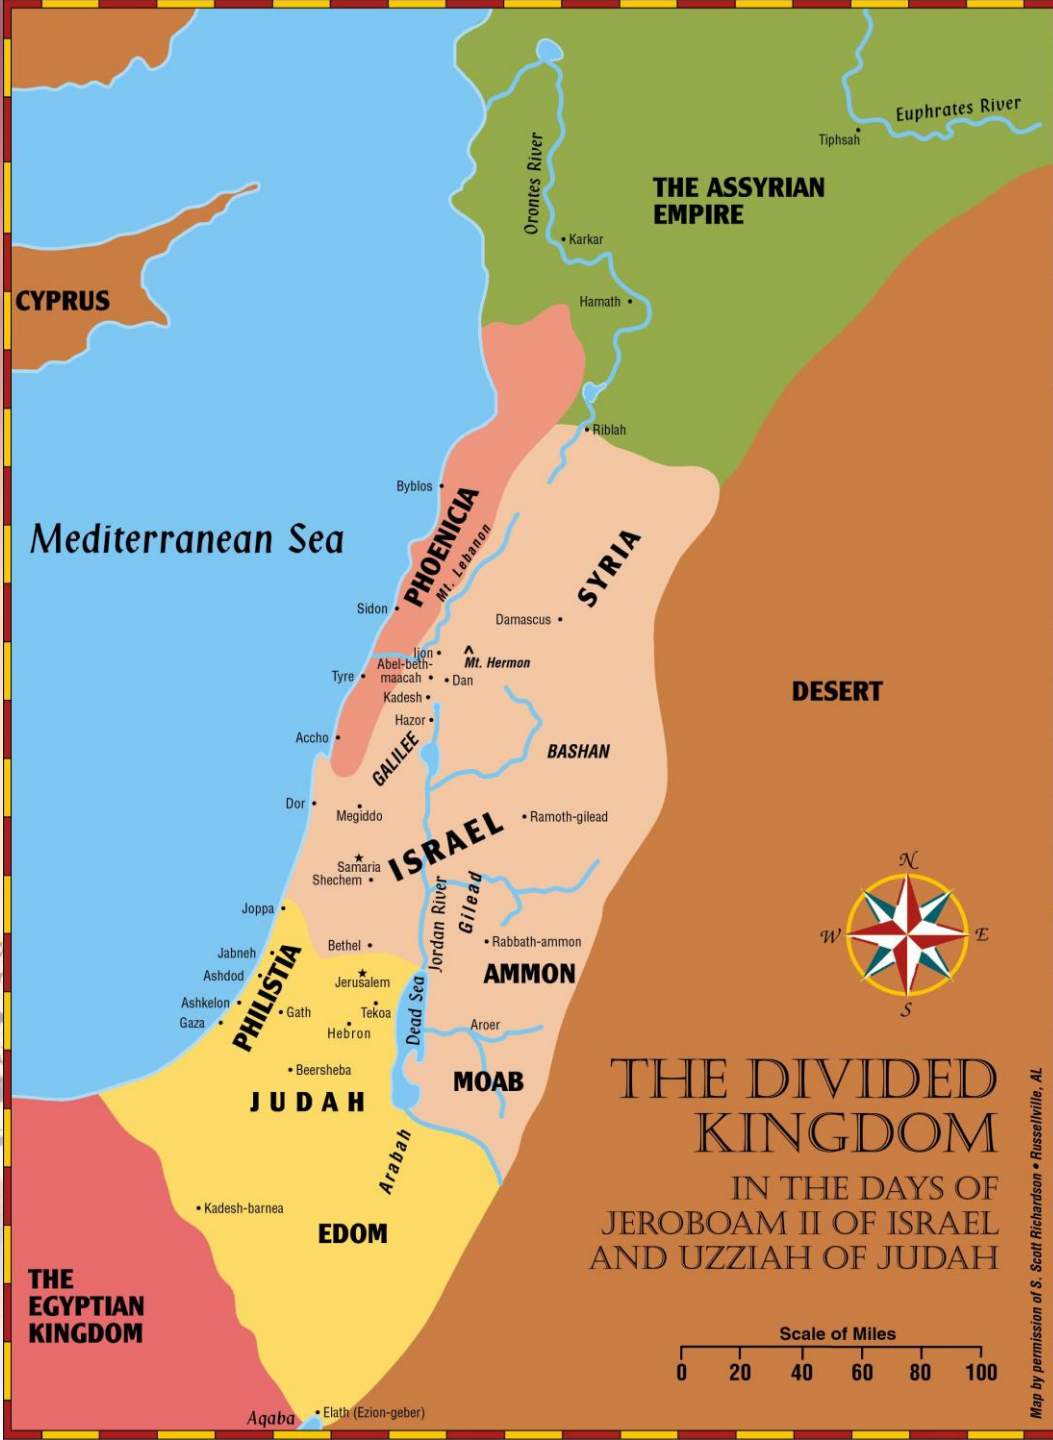 Euphrates River
Tiphsah
Orontes River
THE ASSYRIAN
EMPIRE
Karkar
Hamath
CYPRUS
Riblah
Byblos
Mediterranean Sea
PHOENICIA
Mt. Lebanon
SYRIA
Sidon
Damascus
Ijon
Mt. Hermon
Abel-beth-
maacah
Dan
Tyre
Kadesh
DESERT
Hazor
Accho
GALILEE
BASHAN
Dor
Megiddo
Ramoth-gilead
ISRAEL
Samaria
Shechem
Jordan River
Gilead
Joppa
Bethel
Rabbath-ammon
Jabneh
AMMON
Ashdod
PHILISTIA
Jerusalem
Ashkelon
Gath
Tekoa
Dead Sea
Gaza
Hebron
Aroer
Beersheba
MOAB
JUDAH
Arabah
Kadesh-barnea
EDOM
THE
EGYPTIAN
KINGDOM
Aqaba
Elath (Ezion-geber)
N
W
E
S
THE DIVIDED
KINGDOM
IN THE DAYS OF
JEROBOAM II OF ISRAEL
AND UZZIAH OF JUDAH
Scale of Miles
0 20 40 60 80 100
Map by permission of S. Scott Richardson • Russellville, AL